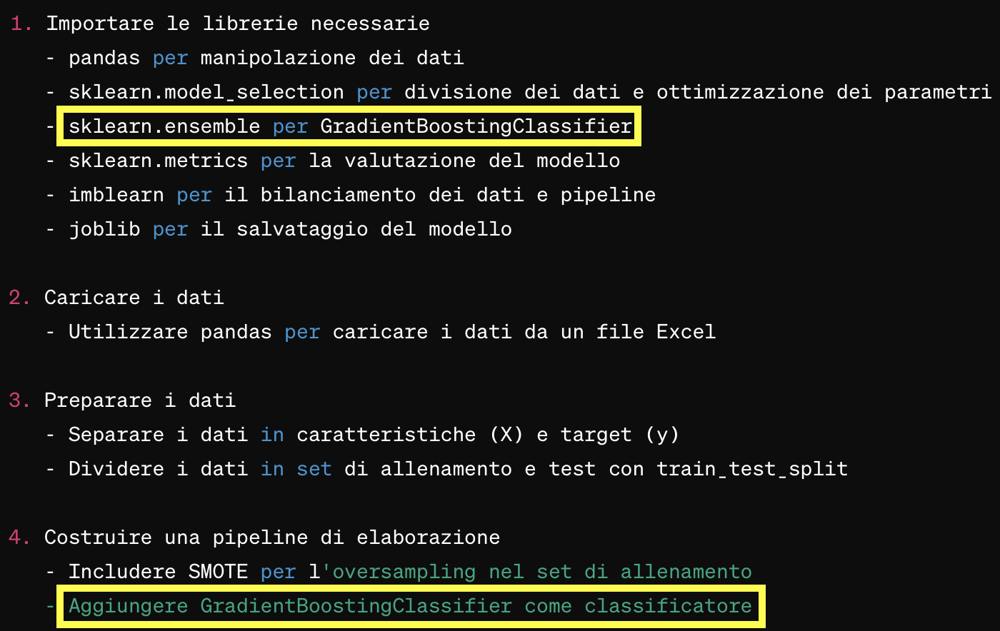 1. Importare le librerie necessarie
- pandas per manipolazione dei dati
- sklearn.model_selection per divisione dei dati e ottimizzazione dei parametri
- sklearn.ensemble per GradientBoostingClassifier
- sklearn.metrics per la valutazione del modello
- imblearn per il bilanciamento dei dati e pipeline
- joblib per il salvataggio del modello
2. Caricare i dati
- Utilizzare pandas per caricare i dati da un file Excel
3. Preparare i dati
- Separare i dati in caratteristiche (X) e target (y)
- Dividere i dati in set di allenamento e test con train_test_split
4. Costruire una pipeline di elaborazione
- Includere SMOTE per l'oversampling nel set di allenamento
- Aggiungere GradientBoostingClassifier come classificatore